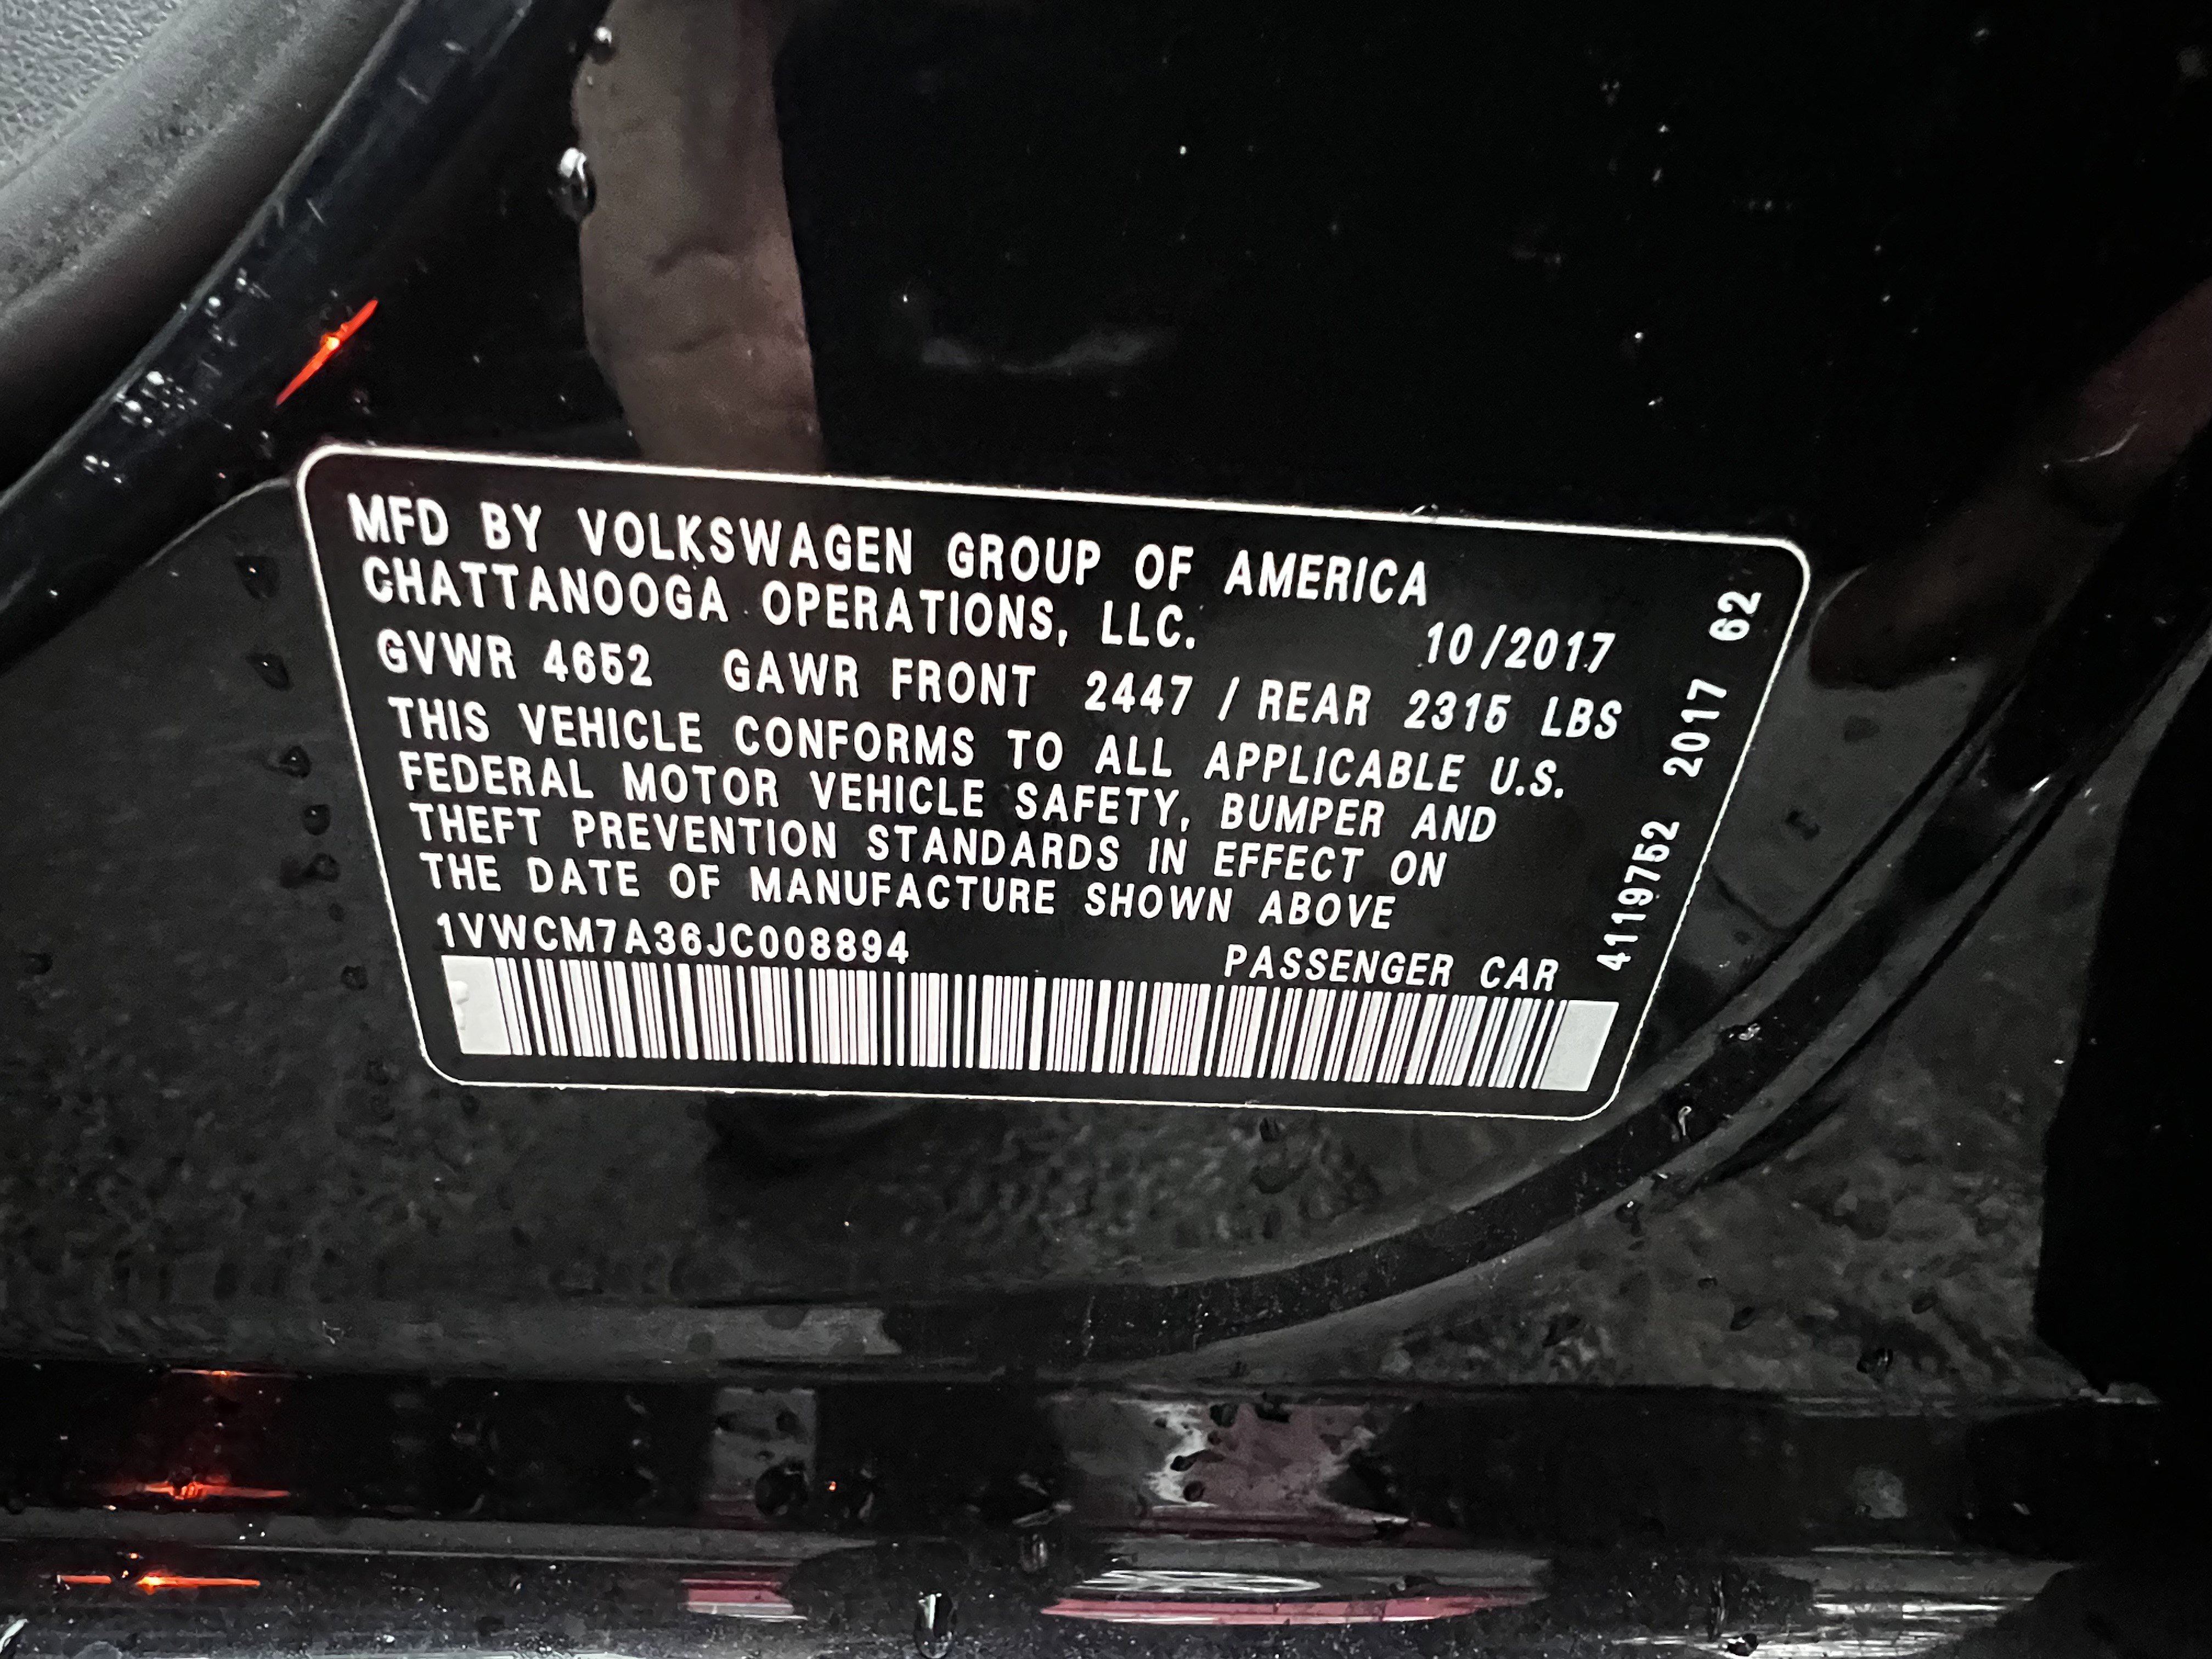 MFD BY VOLKSWAGEN GROUP OF AMERICA
CHATTANOOGA OPERATIONS, LLC. 10/2017
GVWR 4652 GAWR FRONT 2447 / REAR 2315 LBS
THIS VEHICLE CONFORMS TO ALL APPLICABLE U.S.
FEDERAL MOTOR VEHICLE SAFETY, BUMPER AND
THEFT PREVENTION STANDARDS IN EFFECT ON
THE DATE OF MANUFACTURE SHOWN ABOVE
1VWCM7A36JC008894 PASSENGER CAR
4119752 2017 62